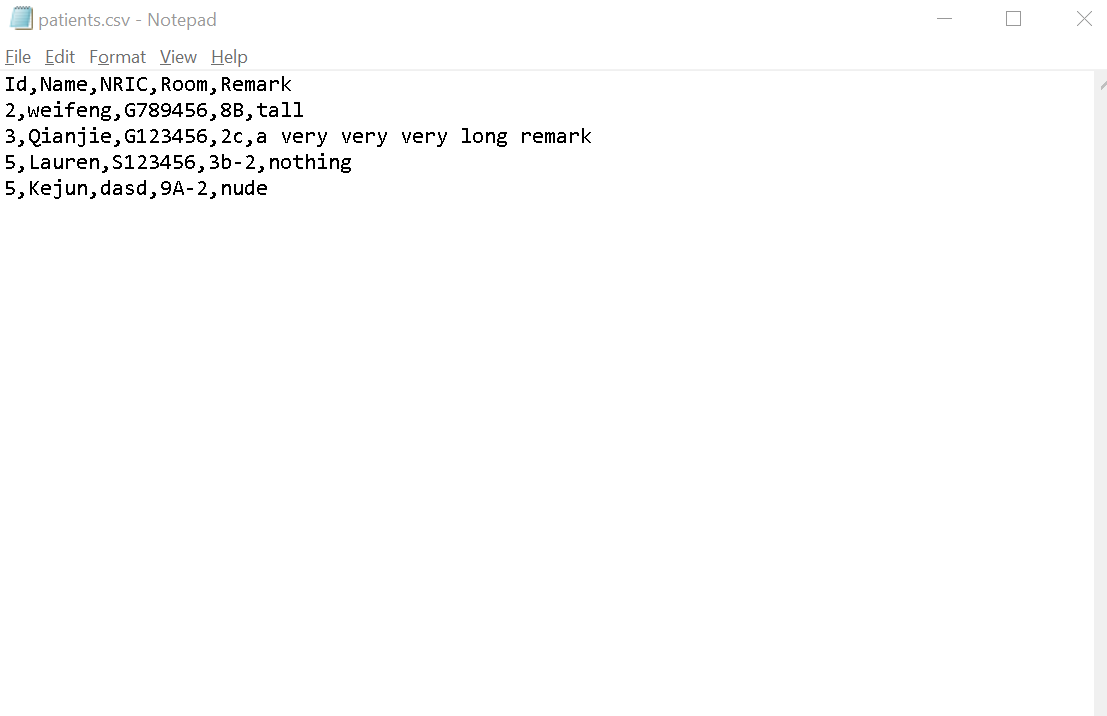 patients.csv - Notepad
File Edit Format View Help
Id,Name,NRIC,Room,Remark
2,weifeng,G789456,8B,tall
3,Qianjie,G123456,2c,a very very very long remark
5,Lauren,S123456,3b-2,nothing
5,Kejun,dasd,9A-2,nude